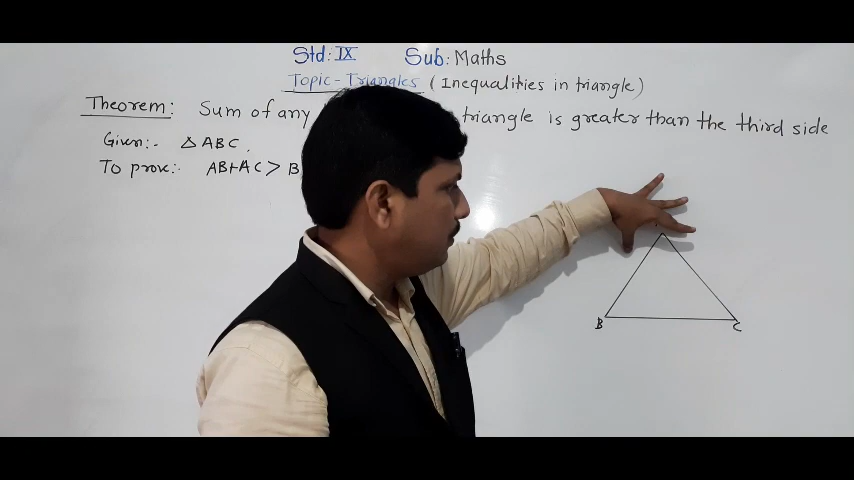 Std: IX Sub: Maths
Topic - Triangles (Inequalities in triangle)
Theorem: Sum of any triangle is greater than the third side
Given:- △ ABC.
To prove:- AB+AC > B
B C